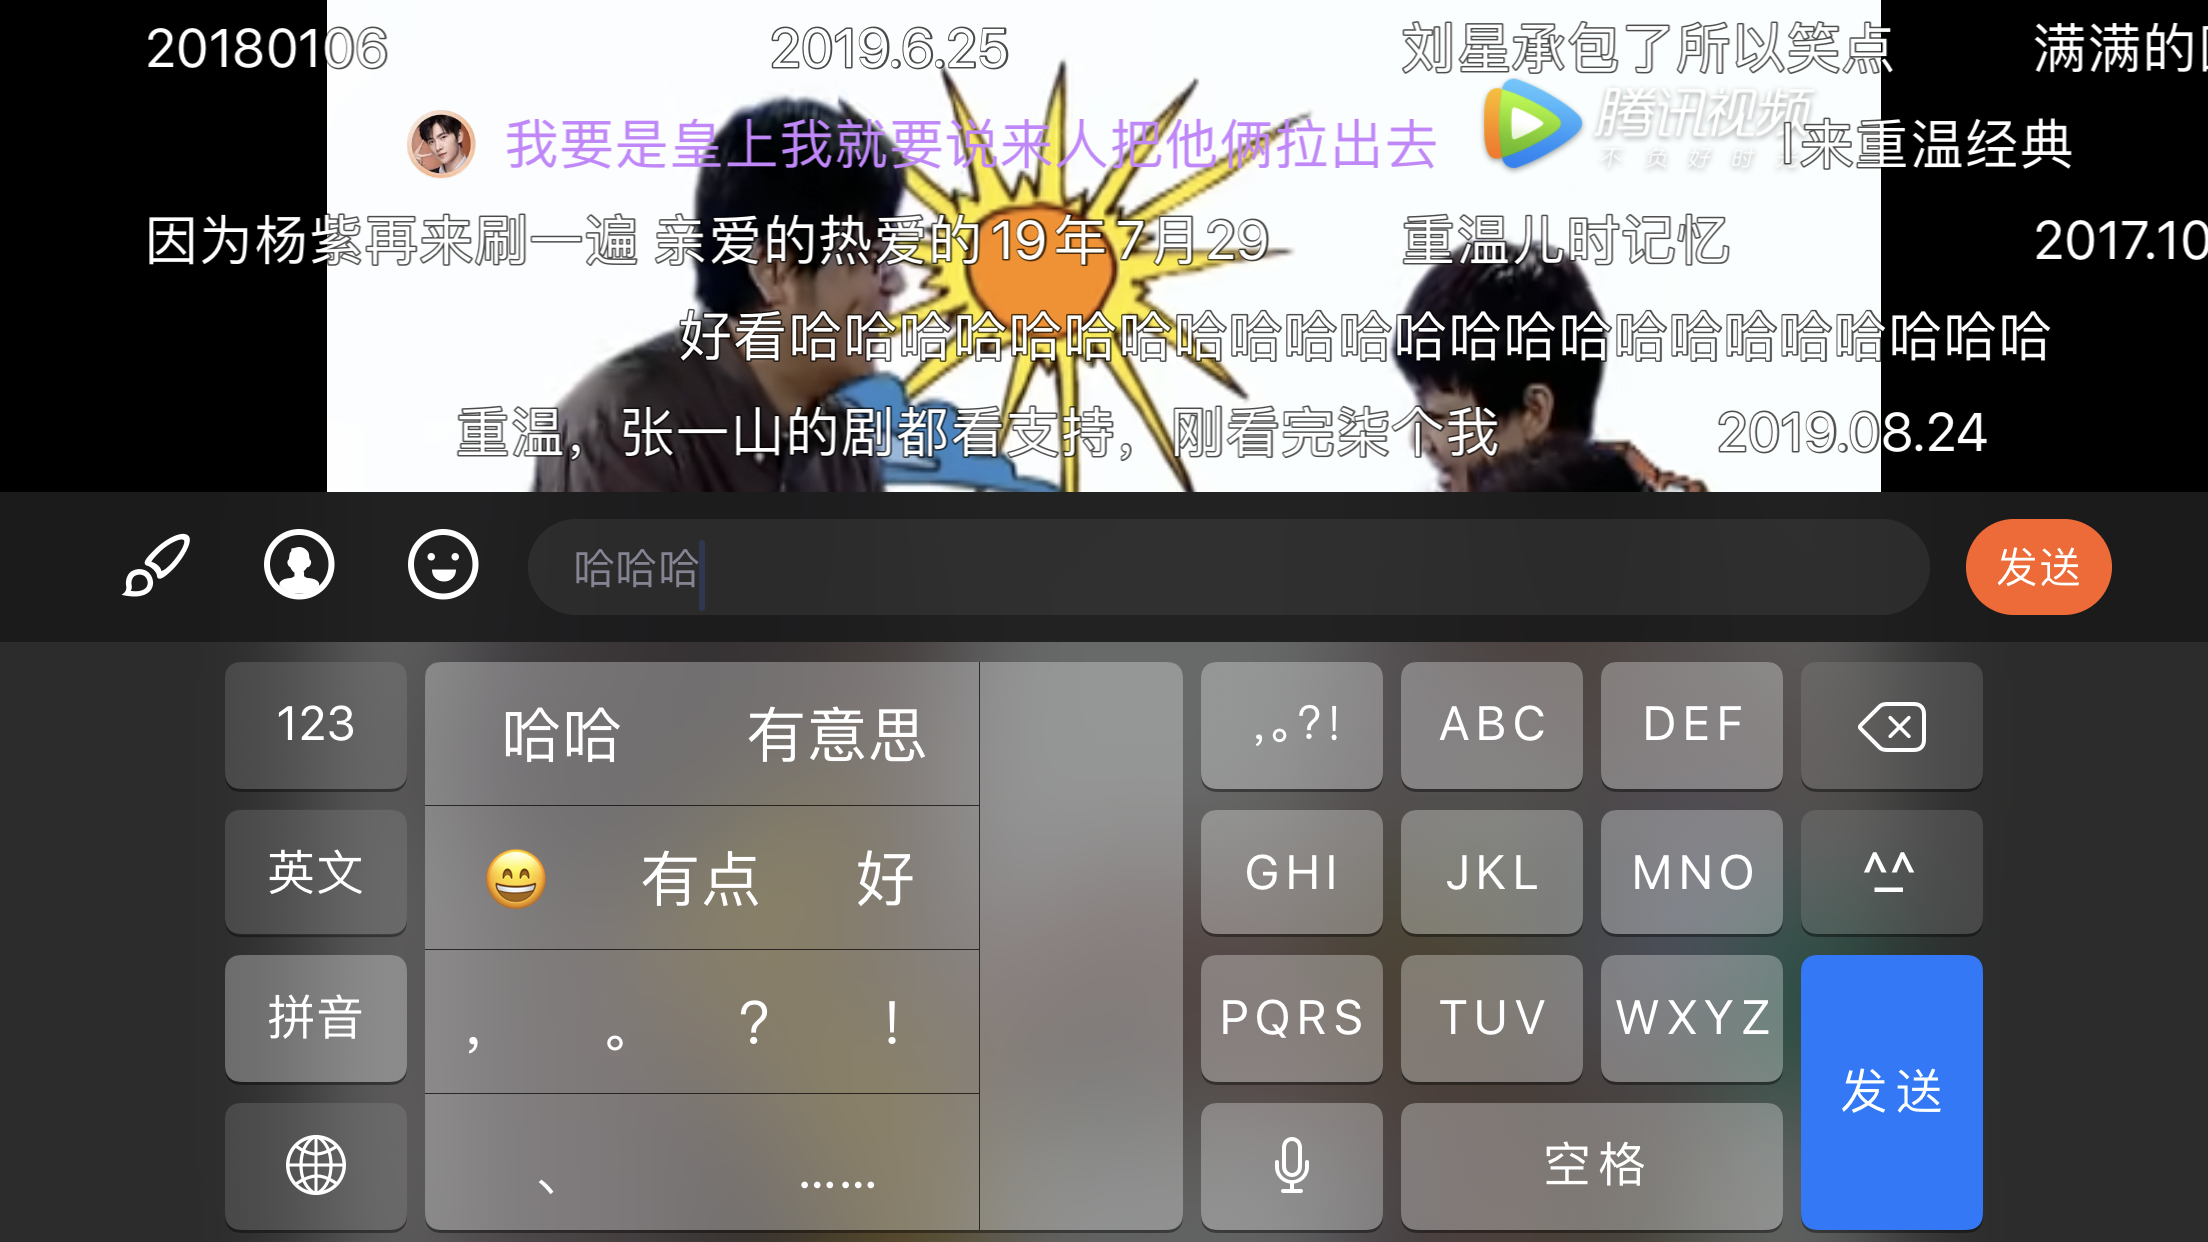 20180106 2019.6.25 刘星承包了所以笑点 满满的
我要是皇上我就要说来人把他俩拉出去 腾讯视频 来重温经典
不负好时
因为杨紫再来刷一遍 亲爱的热爱的19年7月29 重温儿时记忆 2017.10
好看哈哈哈哈哈哈哈哈哈哈哈哈哈哈哈哈哈哈哈哈哈哈哈
重温，张一山的剧都看支持，刚看完柒个我 2019.08.24
哈哈哈 发送
123 哈哈 有意思 ,。?! ABC DEF
英文 😄 有点 好 GHI JKL MNO ^_^
拼音 ， 。 ？ ！ PQRS TUV WXYZ 发送
、 …… 空格